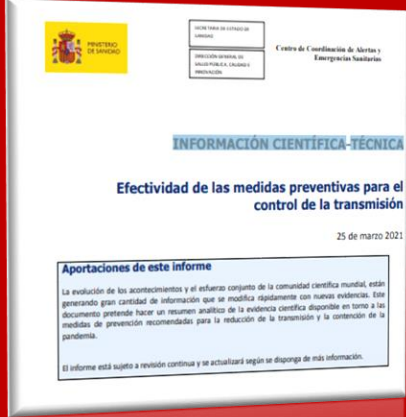 MINISTERIO
DE SANIDAD
SECRETARIA DE ESTADO DE
SANIDAD
DIRECCIÓN GENERAL DE
SALUD PÚBLICA, CALIDAD E
INNOVACIÓN
Centro de Coordinación de Alertas y
Emergencias Sanitarias
INFORMACIÓN CIENTÍFICA-TÉCNICA
Efectividad de las medidas preventivas para el
control de la transmisión
25 de marzo 2021
Aportaciones de este informe
La evolución de los acontecimientos y el esfuerzo conjunto de la comunidad científica mundial, están
generando gran cantidad de información que se modifica rápidamente con nuevas evidencias. Este
documento pretende hacer un resumen analítico de la evidencia científica disponible en torno a las
medidas de prevención recomendadas para la reducción de la transmisión y la contención de la
pandemia.
El informe está sujeto a revisión continua y se actualizará según se disponga de más información.